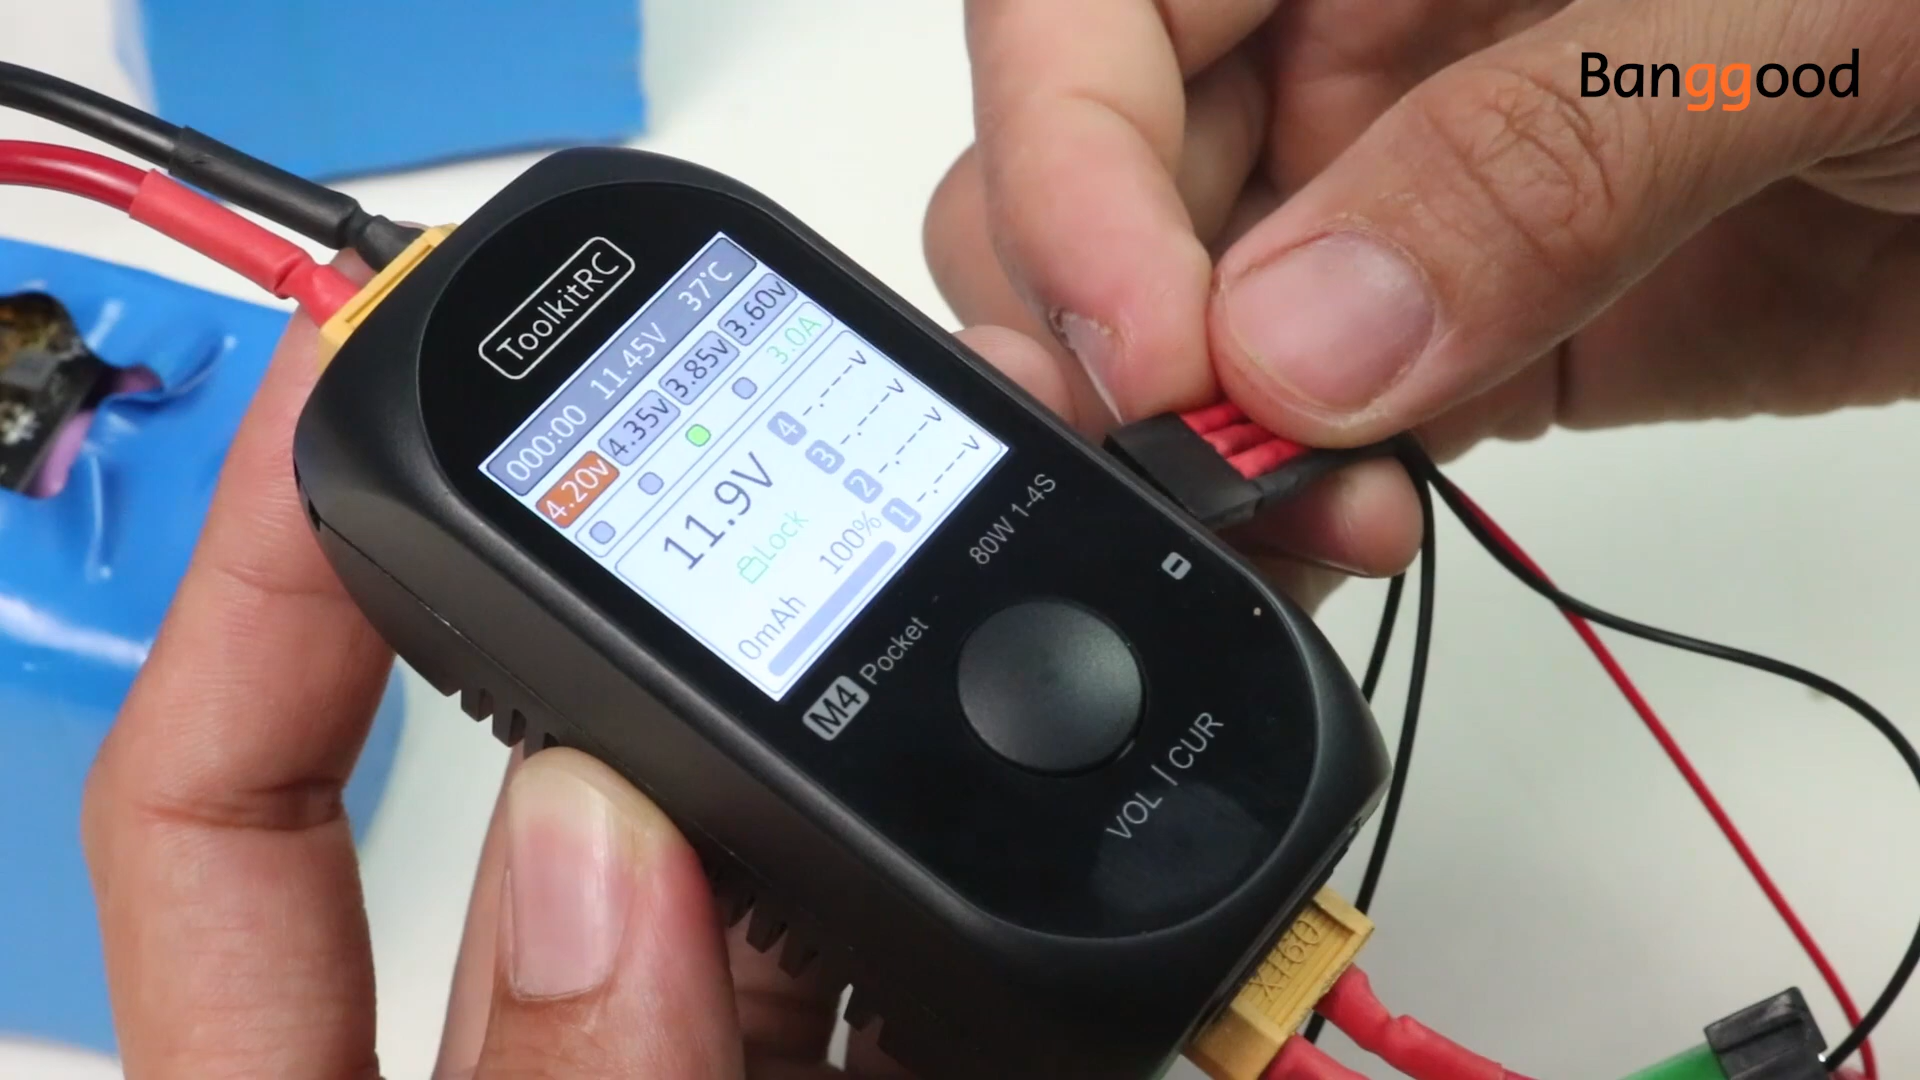 Banggood
ToolkitRC
000:00 11.45V 37°C
4.20v 4.35v 3.85v 3.60v
3.0A
11.9V
Lock
0mAh 100%
4 -.---v
3 -.---v
2 -.---v
1 -.---v
M4 Pocket
80W 1-4S
VOL | CUR
XT60